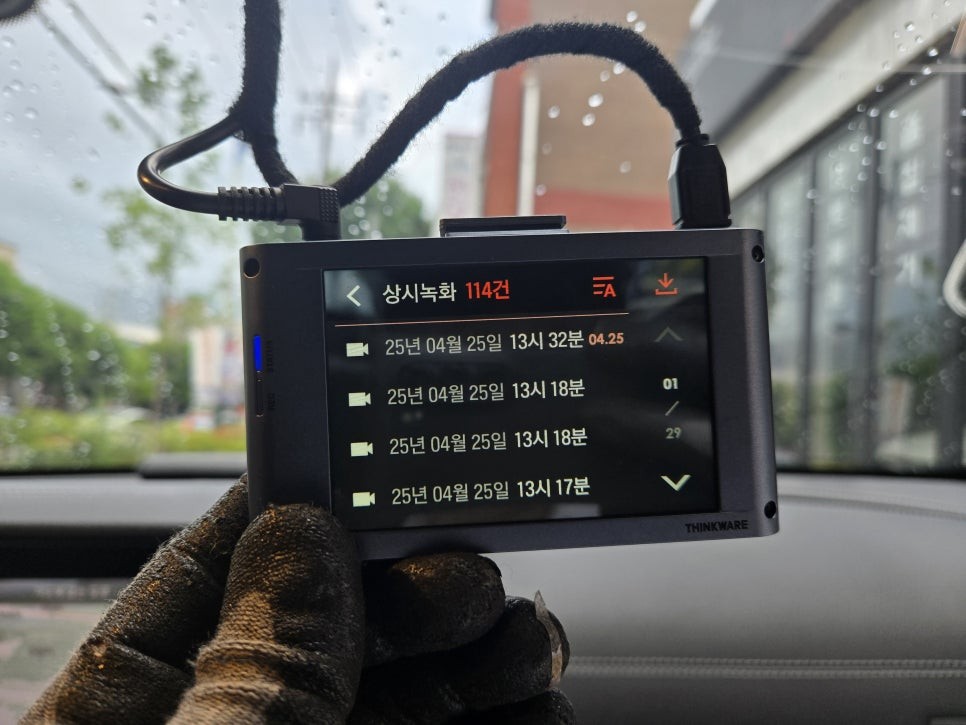 상시녹화 114건
25년 04월 25일 13시 32분 04.25
25년 04월 25일 13시 18분
01
/
25년 04월 25일 13시 18분
29
25년 04월 25일 13시 17분
THINKWARE